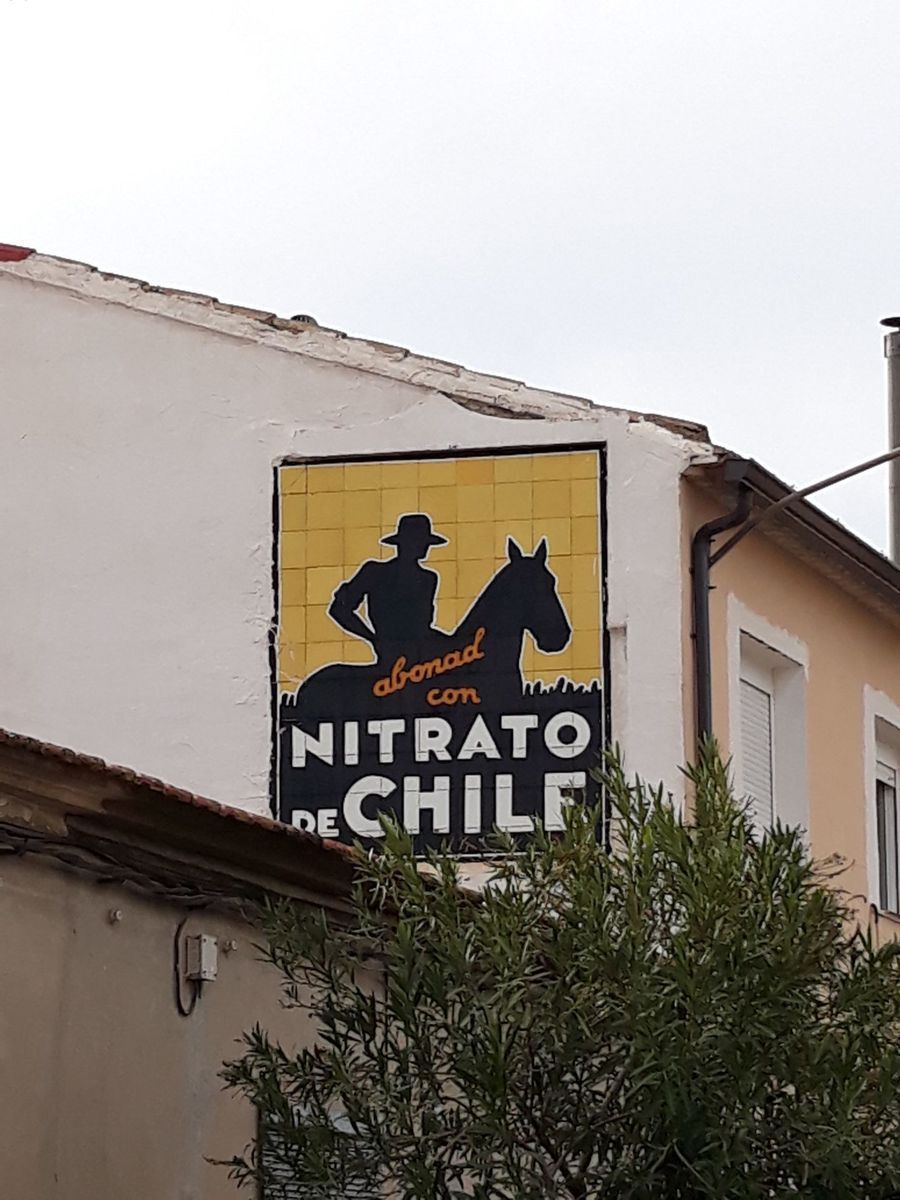 abonad
con
NITRATO
DE CHILE